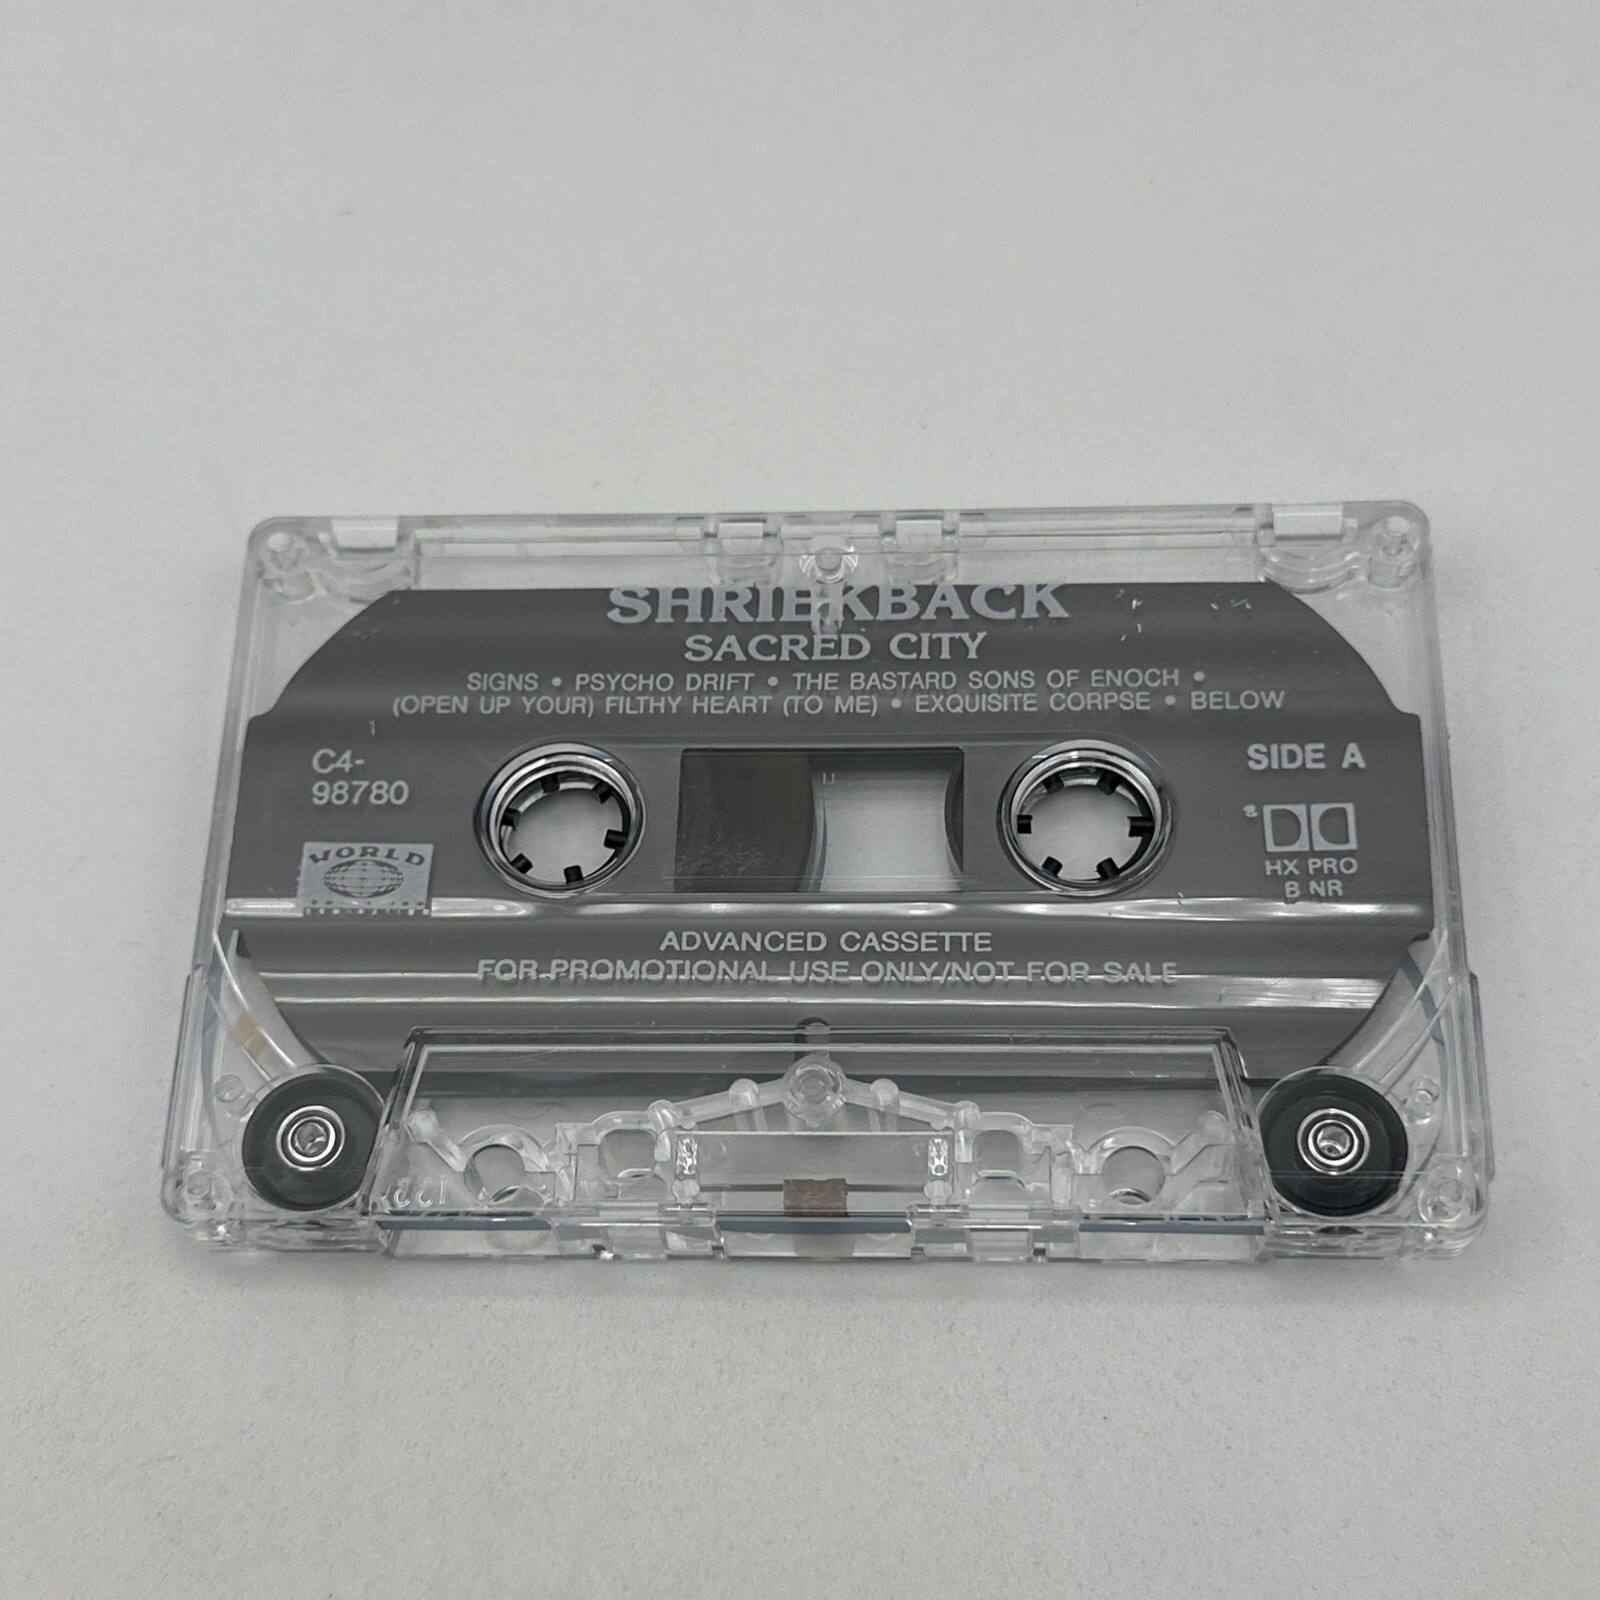 SHRIEKBACK
SACRED CITY
SIGNS • PSYCHO DRIFT • THE BASTARD SONS OF ENOCH •
(OPEN UP YOUR) FILTHY HEART (TO ME) • EXQUISITE CORPSE • BELOW
C4-
98780
SIDE A
WORLD
HX PRO
B NR
ADVANCED CASSETTE
FOR PROMOTIONAL USE ONLY/NOT FOR SALE